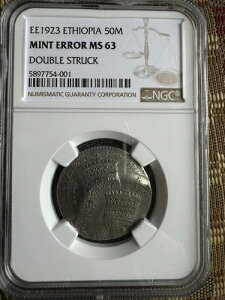 EE1923 ETHIOPIA 50M
MINT ERROR MS 63
DOUBLE STRUCK
5897754-001
NUMISMATIC GUARANTY CORPORATION
NGC